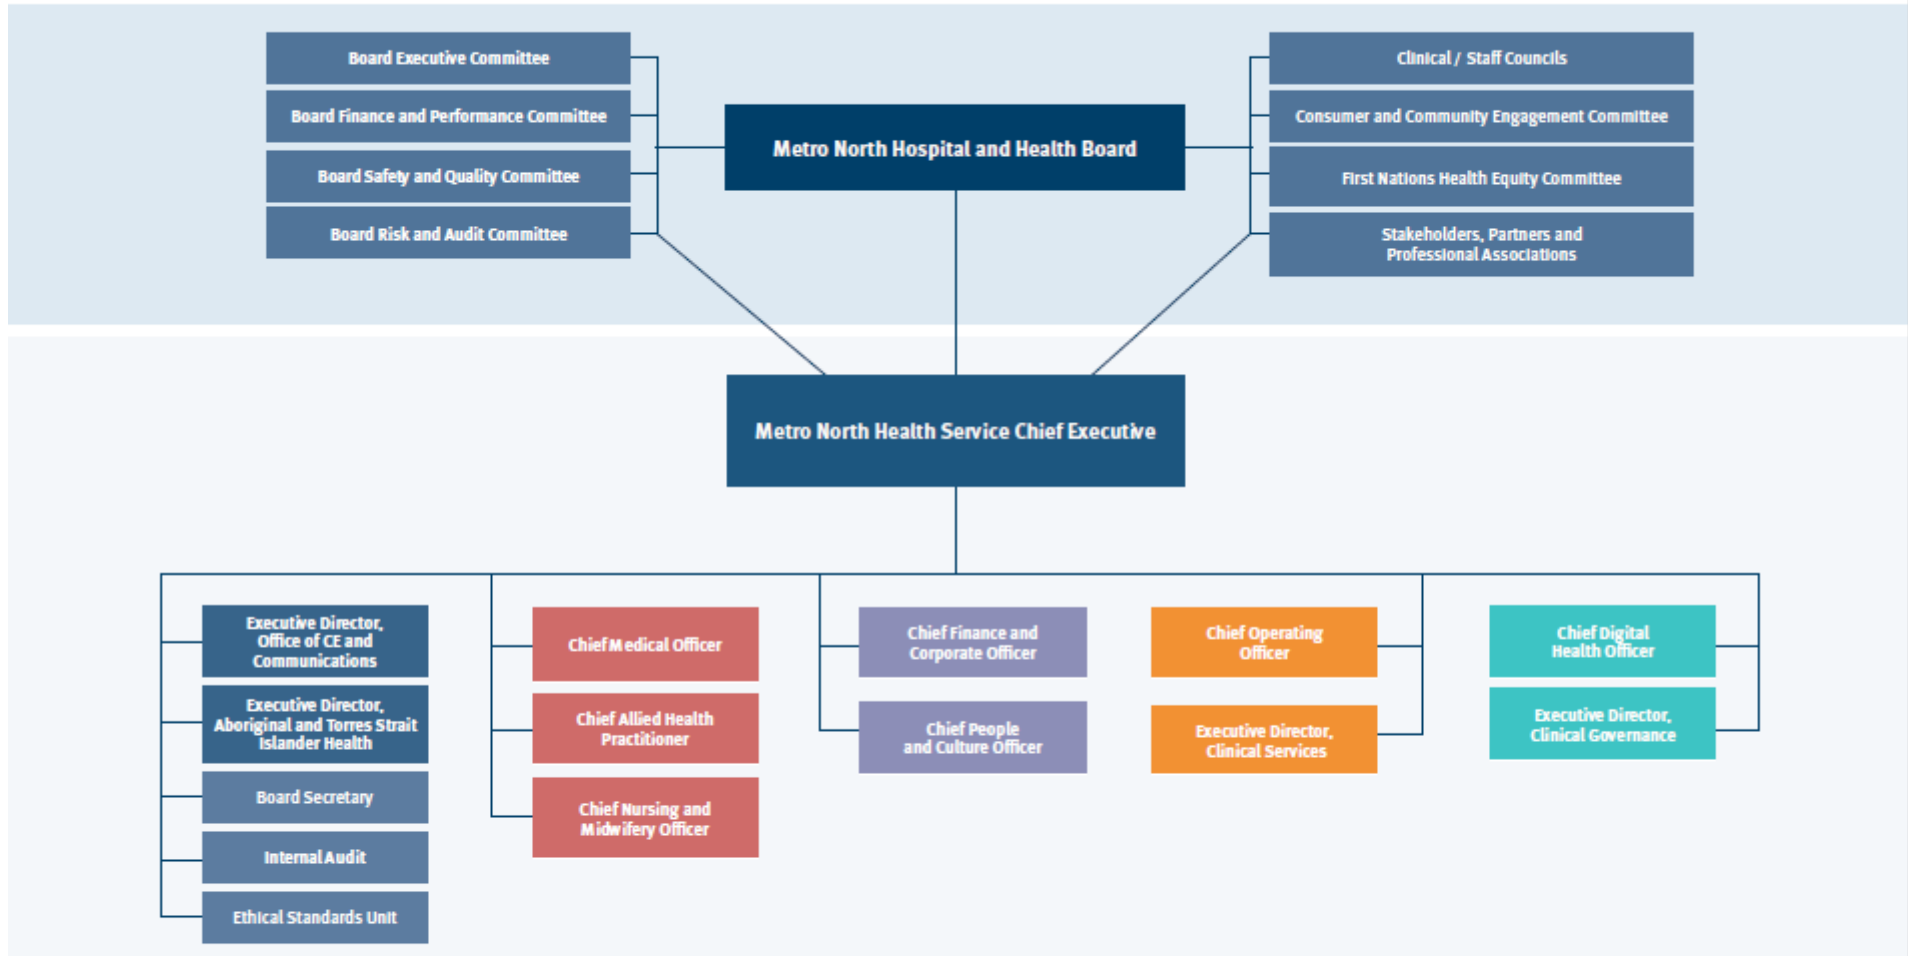 Board Executive Committee
Board Finance and Performance Committee
Board Safety and Quality Committee
Board Risk and Audit Committee
Metro North Hospital and Health Board
Clinical / Staff Councils
Consumer and Community Engagement Committee
First Nations Health Equity Committee
Stakeholders, Partners and
Professional Associations
Metro North Health Service Chief Executive
Executive Director,
Office of CE and
Communications
Executive Director,
Aboriginal and Torres Strait
Islander Health
Board Secretary
Internal Audit
Ethical Standards Unit
Chief Medical Officer
Chief Allied Health
Practitioner
Chief Nursing and
Midwifery Officer
Chief Finance and
Corporate Officer
Chief People
and Culture Officer
Chief Operating
Officer
Executive Director,
Clinical Services
Chief Digital
Health Officer
Executive Director,
Clinical Governance